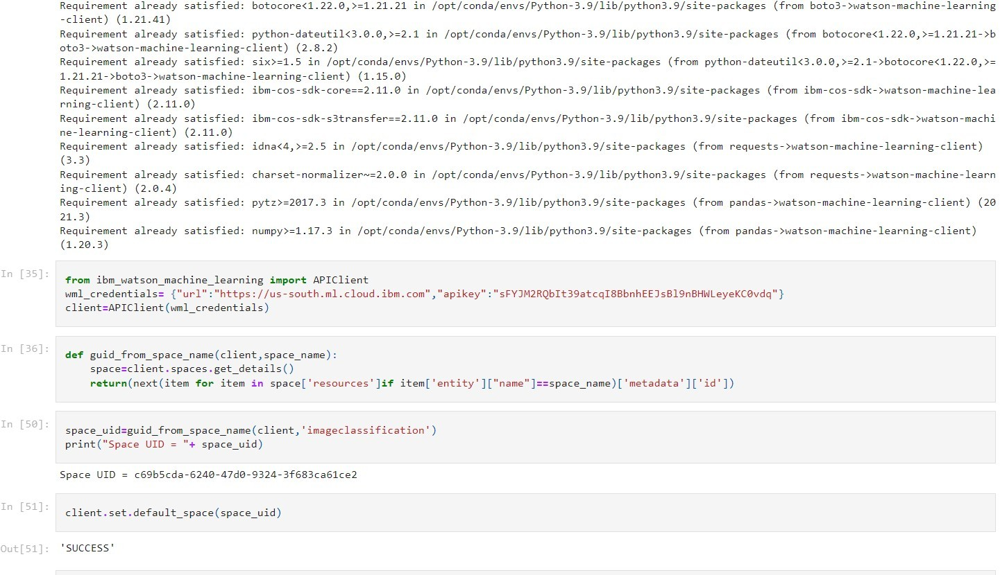 Requirement already satisfied: botocore<1.22.0,>=1.21.21 in /opt/conda/envs/Python-3.9/lib/python3.9/site-packages (from boto3->watson-machine-learning
-client) (1.21.41)
Requirement already satisfied: python-dateutil<3.0.0,>=2.1 in /opt/conda/envs/Python-3.9/lib/python3.9/site-packages (from botocore<1.22.0,>=1.21.21->b
oto3->watson-machine-learning-client) (2.8.2)
Requirement already satisfied: six>=1.5 in /opt/conda/envs/Python-3.9/lib/python3.9/site-packages (from python-dateutil<3.0.0,>=2.1->botocore<1.22.0,>=
1.21.21->boto3->watson-machine-learning-client) (1.15.0)
Requirement already satisfied: ibm-cos-sdk-core==2.11.0 in /opt/conda/envs/Python-3.9/lib/python3.9/site-packages (from ibm-cos-sdk->watson-machine-lea
rning-client) (2.11.0)
Requirement already satisfied: ibm-cos-sdk-s3transfer==2.11.0 in /opt/conda/envs/Python-3.9/lib/python3.9/site-packages (from ibm-cos-sdk->watson-machi
ne-learning-client) (2.11.0)
Requirement already satisfied: idna<4,>=2.5 in /opt/conda/envs/Python-3.9/lib/python3.9/site-packages (from requests->watson-machine-learning-client)
(3.3)
Requirement already satisfied: charset-normalizer~=2.0.0 in /opt/conda/envs/Python-3.9/lib/python3.9/site-packages (from requests->watson-machine-learn
ing-client) (2.0.4)
Requirement already satisfied: pytz>=2017.3 in /opt/conda/envs/Python-3.9/lib/python3.9/site-packages (from pandas->watson-machine-learning-client) (20
21.3)
Requirement already satisfied: numpy>=1.17.3 in /opt/conda/envs/Python-3.9/lib/python3.9/site-packages (from pandas->watson-machine-learning-client)
(1.20.3)
In [35]:
from ibm_watson_machine_learning import APIClient
wml_credentials= {"url":"https://us-south.ml.cloud.ibm.com","apikey":"sFYJM2RQbIt39atcqI8BbnhEEJsBl9nBHWLeyeKC0vdq"}
client=APIClient(wml_credentials)
In [36]:
def guid_from_space_name(client,space_name):
    space=client.spaces.get_details()
    return(next(item for item in space['resources']if item['entity']["name"]==space_name)['metadata']['id'])
In [50]:
space_uid=guid_from_space_name(client,'imageclassification')
print("Space UID = "+ space_uid)
Space UID = c69b5cda-6240-47d0-9324-3f683ca61ce2
In [51]:
client.set.default_space(space_uid)
Out[51]: 'SUCCESS'